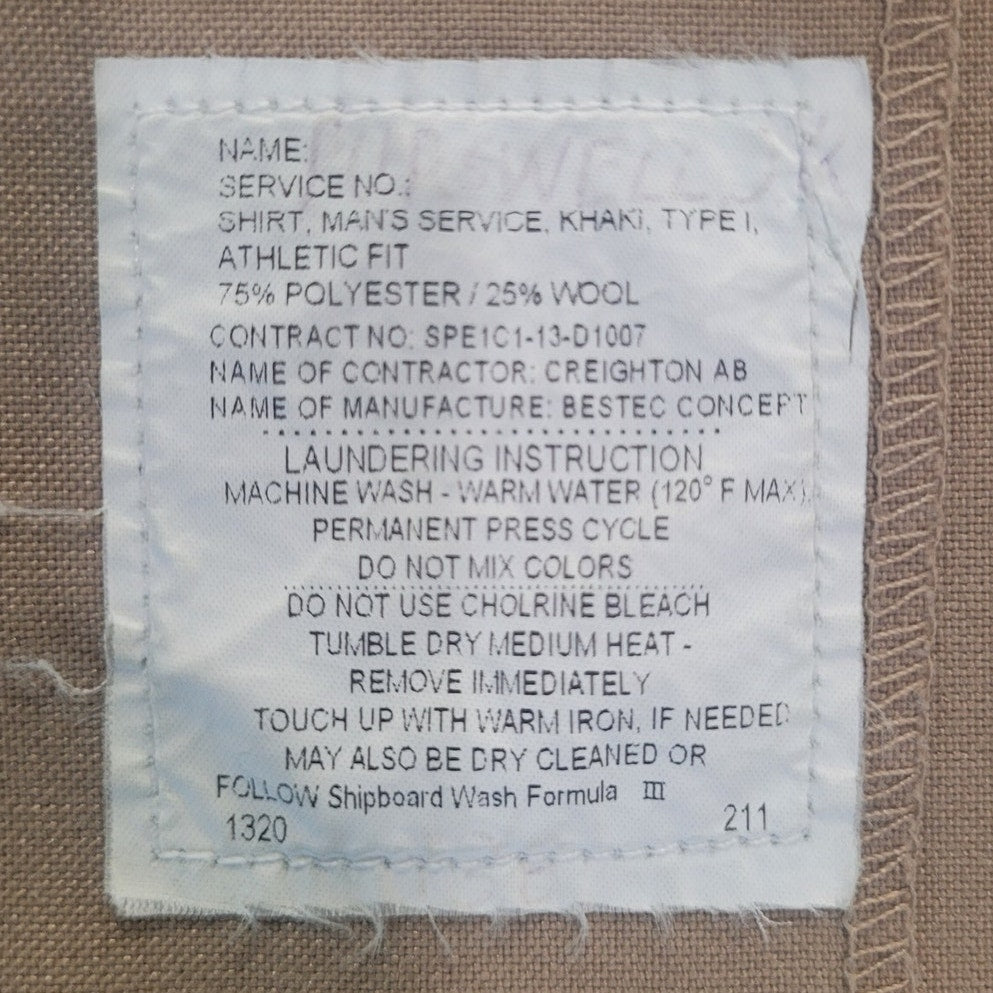 NAME:
SERVICE NO.:
SHIRT, MAN'S SERVICE, KHAKI, TYPE I,
ATHLETIC FIT
75% POLYESTER / 25% WOOL
CONTRACT NO: SPE1C1-13-D1007
NAME OF CONTRACTOR: CREIGHTON AB
NAME OF MANUFACTURE: BESTEC CONCEPT
LAUNDERING INSTRUCTION
MACHINE WASH - WARM WATER (120° F MAX),
PERMANENT PRESS CYCLE
DO NOT MIX COLORS
DO NOT USE CHOLRINE BLEACH
TUMBLE DRY MEDIUM HEAT -
REMOVE IMMEDIATELY
TOUCH UP WITH WARM IRON, IF NEEDED
MAY ALSO BE DRY CLEANED OR
FOLLOW Shipboard Wash Formula III
1320 211